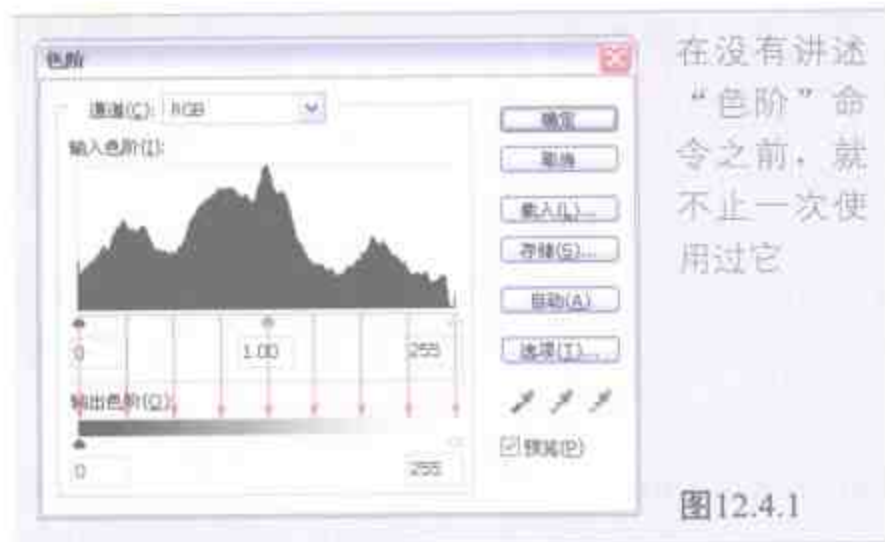 色阶
通道(C): RGB
输入色阶(I):
0 1.00 255
输出色阶(O):
0 255
确定
取消
载入(L)...
存储(S)...
自动(A)
选项(T)...
预览(P)
在没有讲述
“色阶”命
令之前，就
不止一次使
用过它
图12.4.1